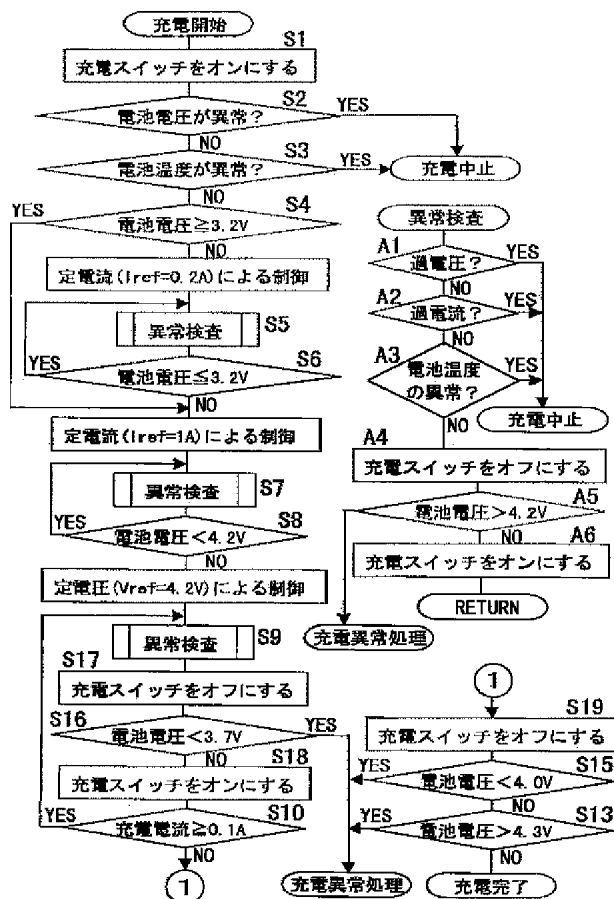 充電開始
S1
充電スイッチをオンにする
S2
電池電圧が異常?
YES
NO
S3
電池温度が異常?
YES
充電中止
NO
S4
YES
電池電圧≧3.2V
NO
定電流(Iref=0.2A)による制御
異常検査
S5
S6
YES
電池電圧≦3.2V
NO
定電流(Iref=1A)による制御
異常検査
S7
S8
YES
電池電圧<4.2V
NO
定電圧(Vref=4.2V)による制御
異常検査
S9
S17
充電スイッチをオフにする
S16
電池電圧<3.7V
YES
NO
S18
充電スイッチをオンにする
S10
YES
充電電流≧0.1A
NO
1
充電異常処理
異常検査
A1
過電圧?
YES
NO
A2
過電流?
YES
NO
A3
電池温度
の異常?
YES
NO
充電中止
A4
充電スイッチをオフにする
A5
電池電圧>4.2V
YES
NO
A6
充電スイッチをオンにする
RETURN
充電異常処理
1
S19
充電スイッチをオフにする
S15
YES
電池電圧<4.0V
NO
S13
YES
電池電圧>4.3V
NO
充電完了